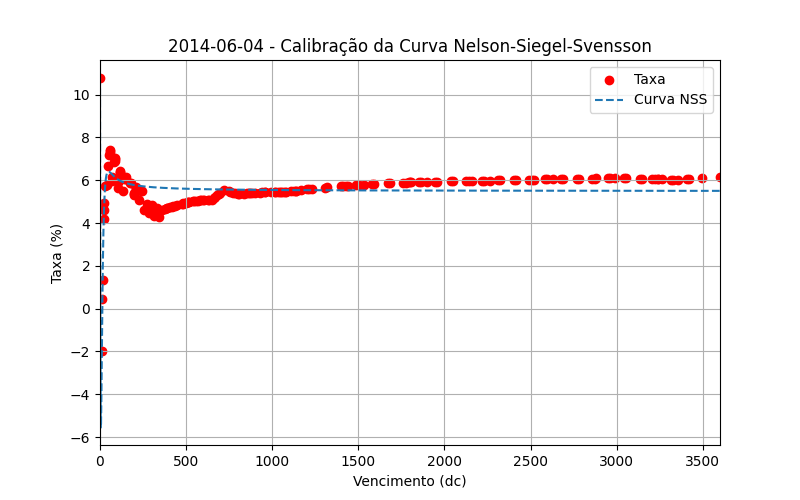 2014-06-04 - Calibração da Curva Nelson-Siegel-Svensson
Taxa
Curva NSS
Taxa (%)
10
8
6
4
2
0
−2
−4
−6
0 500 1000 1500 2000 2500 3000 3500
Vencimento (dc)